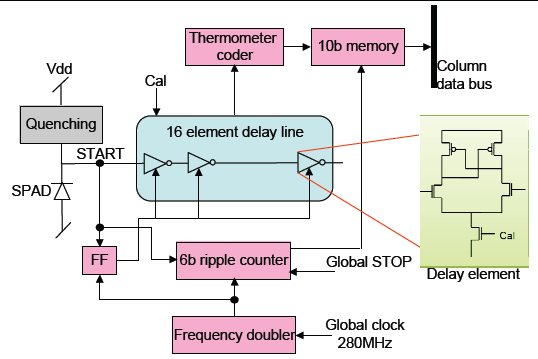 Thermometer
coder
10b memory
Column
data bus
Vdd
Cal
Quenching
16 element delay line
START
SPAD
Cal
Delay element
FF
6b ripple counter
Global STOP
Frequency doubler
Global clock
280MHz